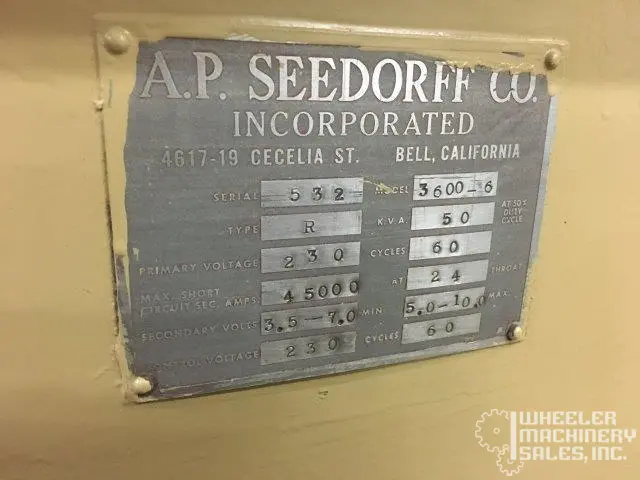 A.P. SEEDORFF CO.
INCORPORATED
4617-19 CECELIA ST. BELL, CALIFORNIA
SERIAL 532 MODEL 3600-6
TYPE R K.V.A 50 AT 50% DUTY CYCLE
PRIMARY VOLTAGE 230 CYCLES 60
MAX. SHORT CIRCUIT SEC. AMPS. 45000 AT 24 THROAT
SECONDARY VOLTS 3.5-7.0 MIN 5.0-10.0 MAX.
VOLTAGE 230 CYCLES 60
WHEELER
MACHINERY
SALES, INC.